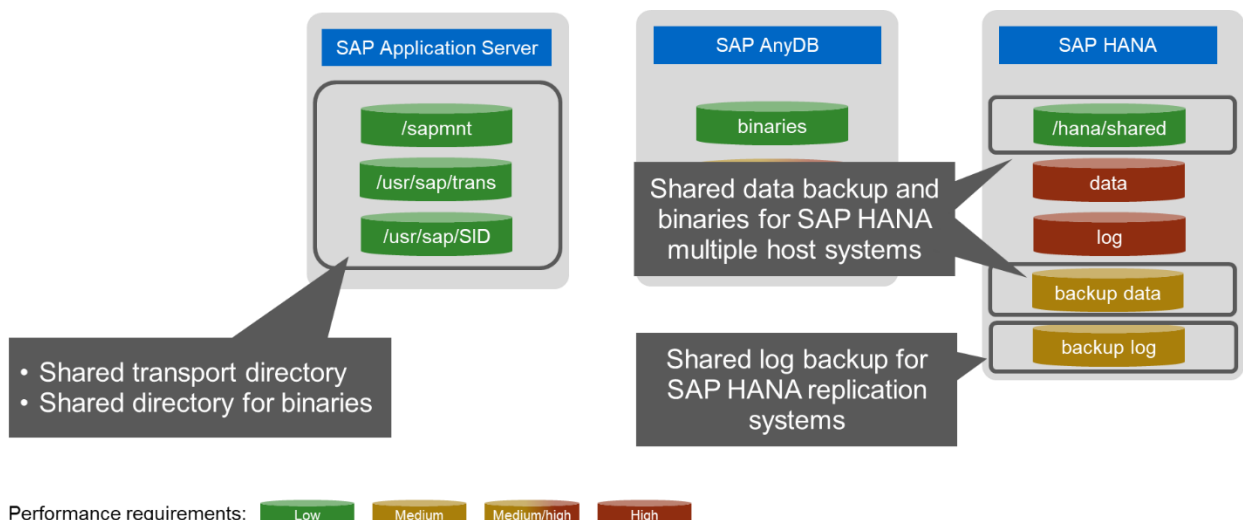 SAP Application Server
/sapmnt
/usr/sap/trans
/usr/sap/SID
• Shared transport directory
• Shared directory for binaries
SAP AnyDB
binaries
Shared data backup and
binaries for SAP HANA
multiple host systems
Shared log backup for
SAP HANA replication
systems
SAP HANA
/hana/shared
data
log
backup data
backup log
Performance requirements:
Low
Medium
Medium/high
High